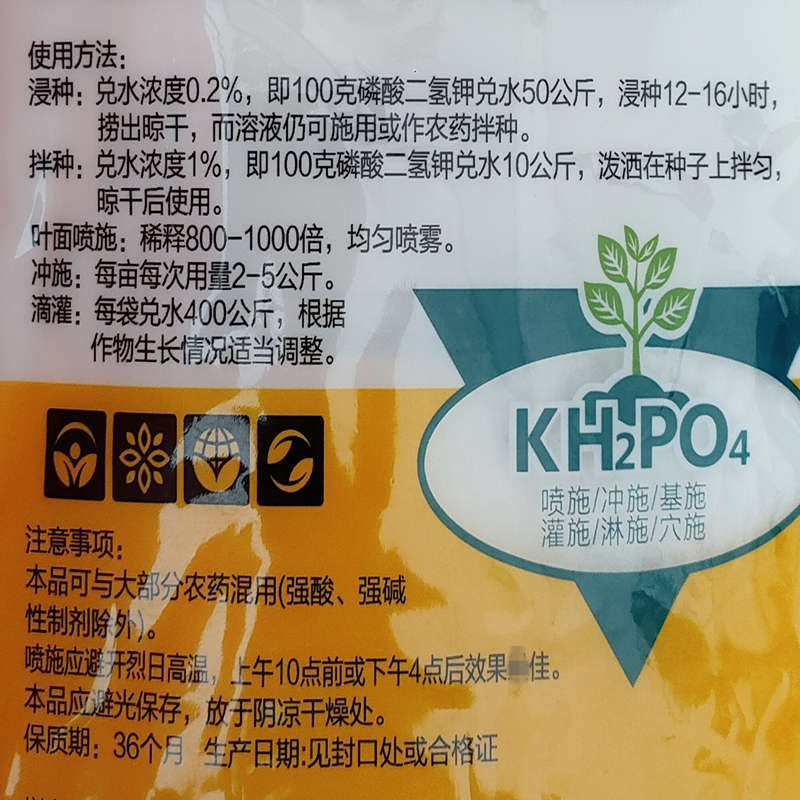 使用方法：
浸种：兑水浓度0.2%，即100克磷酸二氢钾兑水50公斤，浸种12-16小时，
捞出晾干，而溶液仍可施用或作农药拌种。
拌种：兑水浓度1%，即100克磷酸二氢钾兑水10公斤，泼洒在种子上拌匀，
晾干后使用。
叶面喷施：稀释800-1000倍，均匀喷雾。
冲施：每亩每次用量2-5公斤。
滴灌：每袋兑水400公斤，根据
作物生长情况适当调整。
KH2PO4
喷施/冲施/基施
灌施/淋施/穴施
注意事项：
本品可与大部分农药混用(强酸、强碱
性制剂除外)。
喷施应避开烈日高温，上午10点前或下午4点后效果佳。
本品应避光保存，放于阴凉干燥处。
保质期：36个月 生产日期:见封口处或合格证